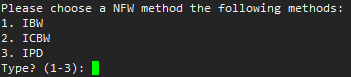 Please choose a NFW method the following methods:
1. IBW
2. ICBW
3. IPD
Type? (1-3):